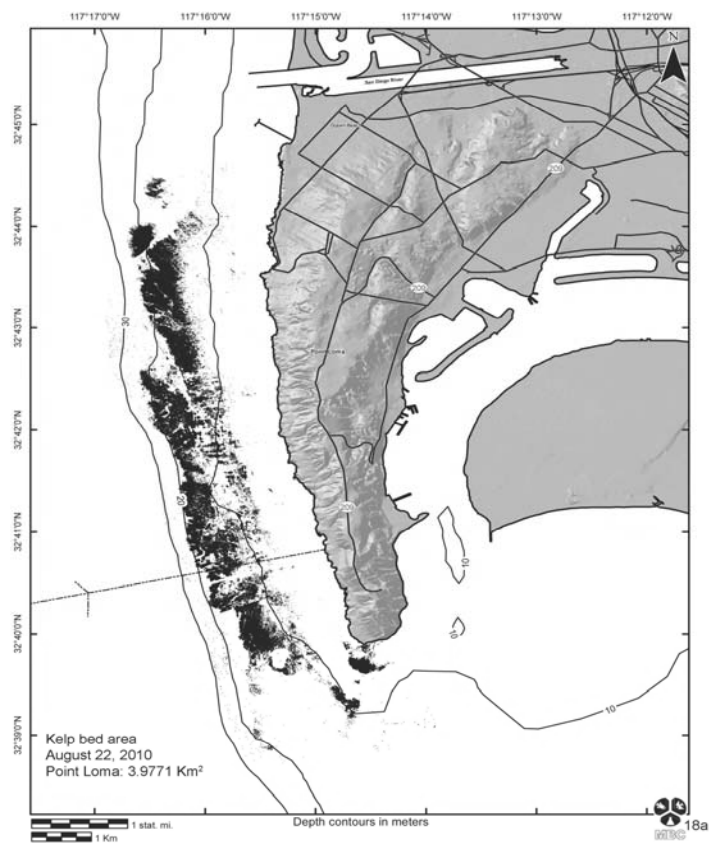 117°17'0"W
117°16'0"W
117°15'0"W
117°14'0"W
117°13'0"W
117°12'0"W
N
San Diego River
Ocean Beach
32°45'0"N
209
32°44'0"N
209
30
32°43'0"N
Point Loma
32°42'0"N
20
209
32°41'0"N
10
32°40'0"N
10
10
32°39'0"N
Kelp bed area
August 22, 2010
Point Loma: 3.9771 Km²
1 stat. mi.
1 Km
Depth contours in meters
MBC
18a